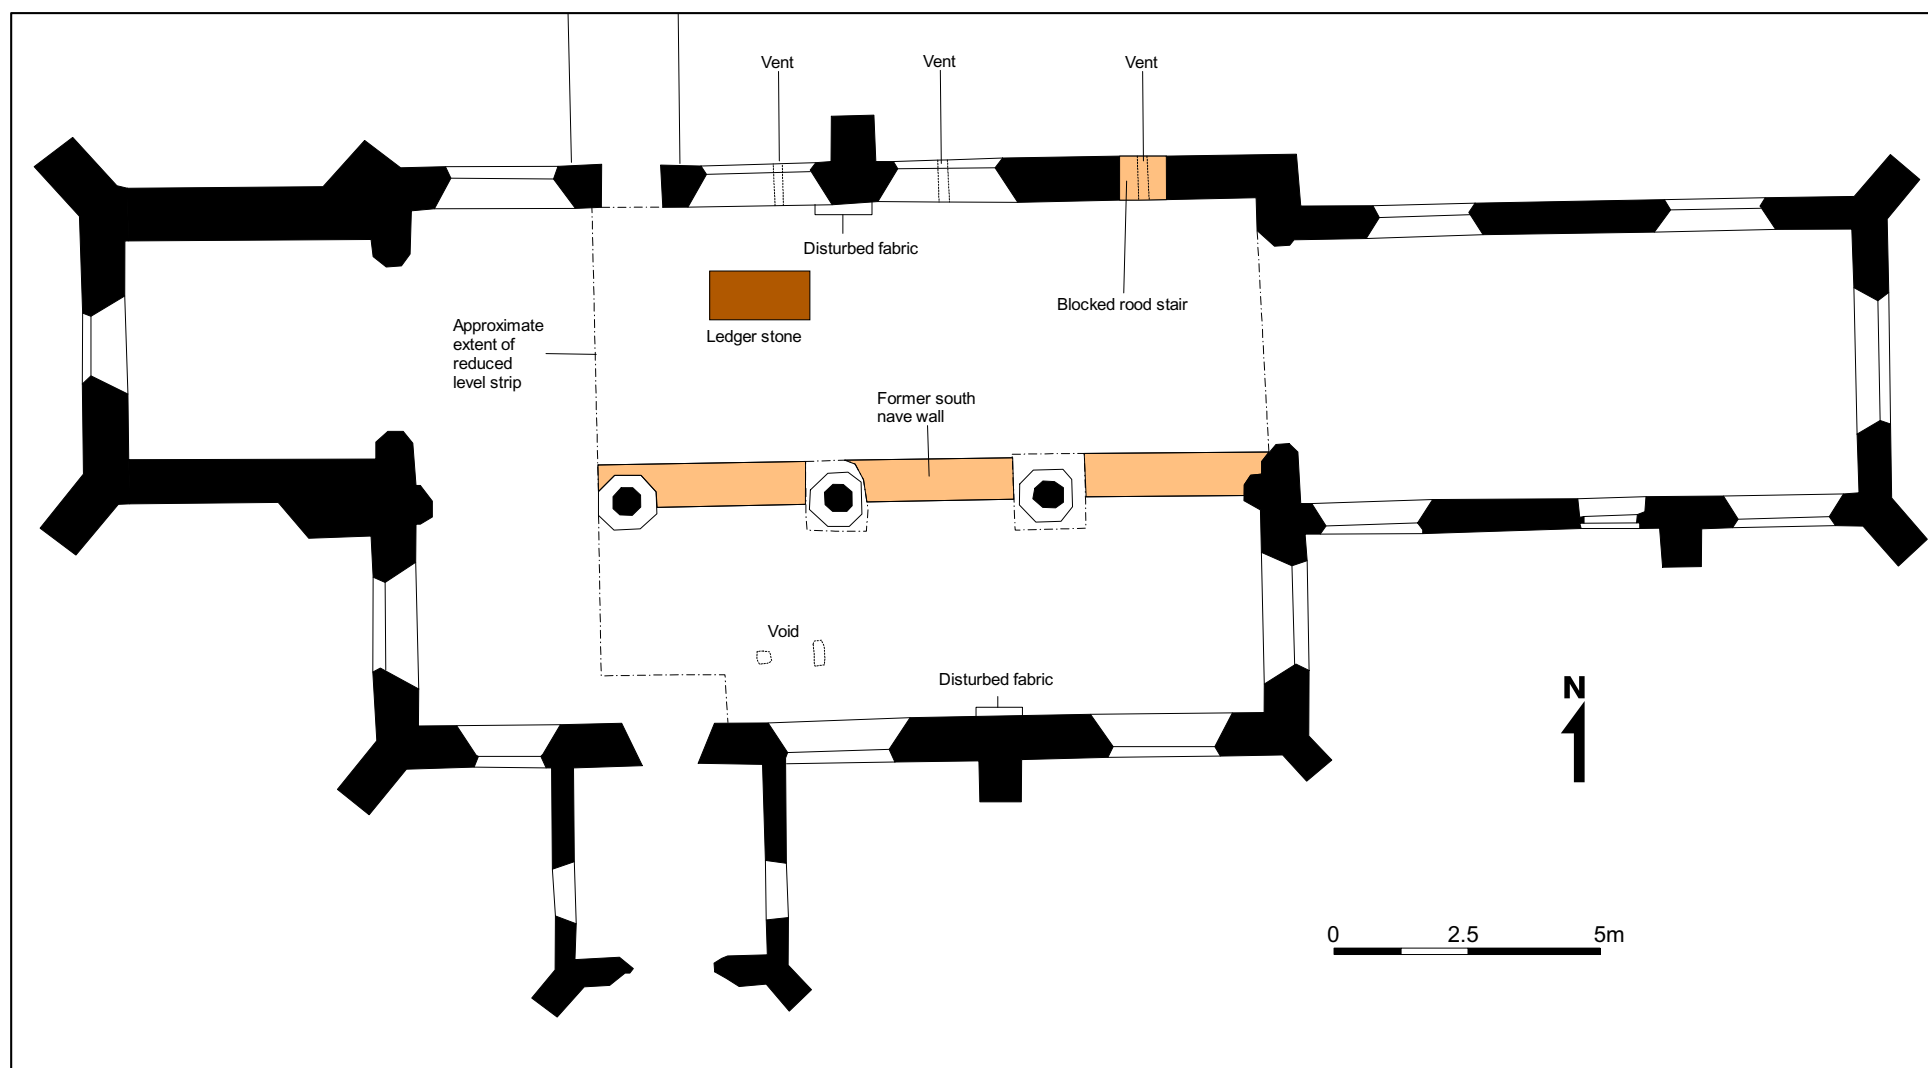 Vent
Vent
Vent
Disturbed fabric
Blocked rood stair
Approximate
extent of
reduced
level strip
Ledger stone
Former south
nave wall
Void
Disturbed fabric
N
0 2.5 5m